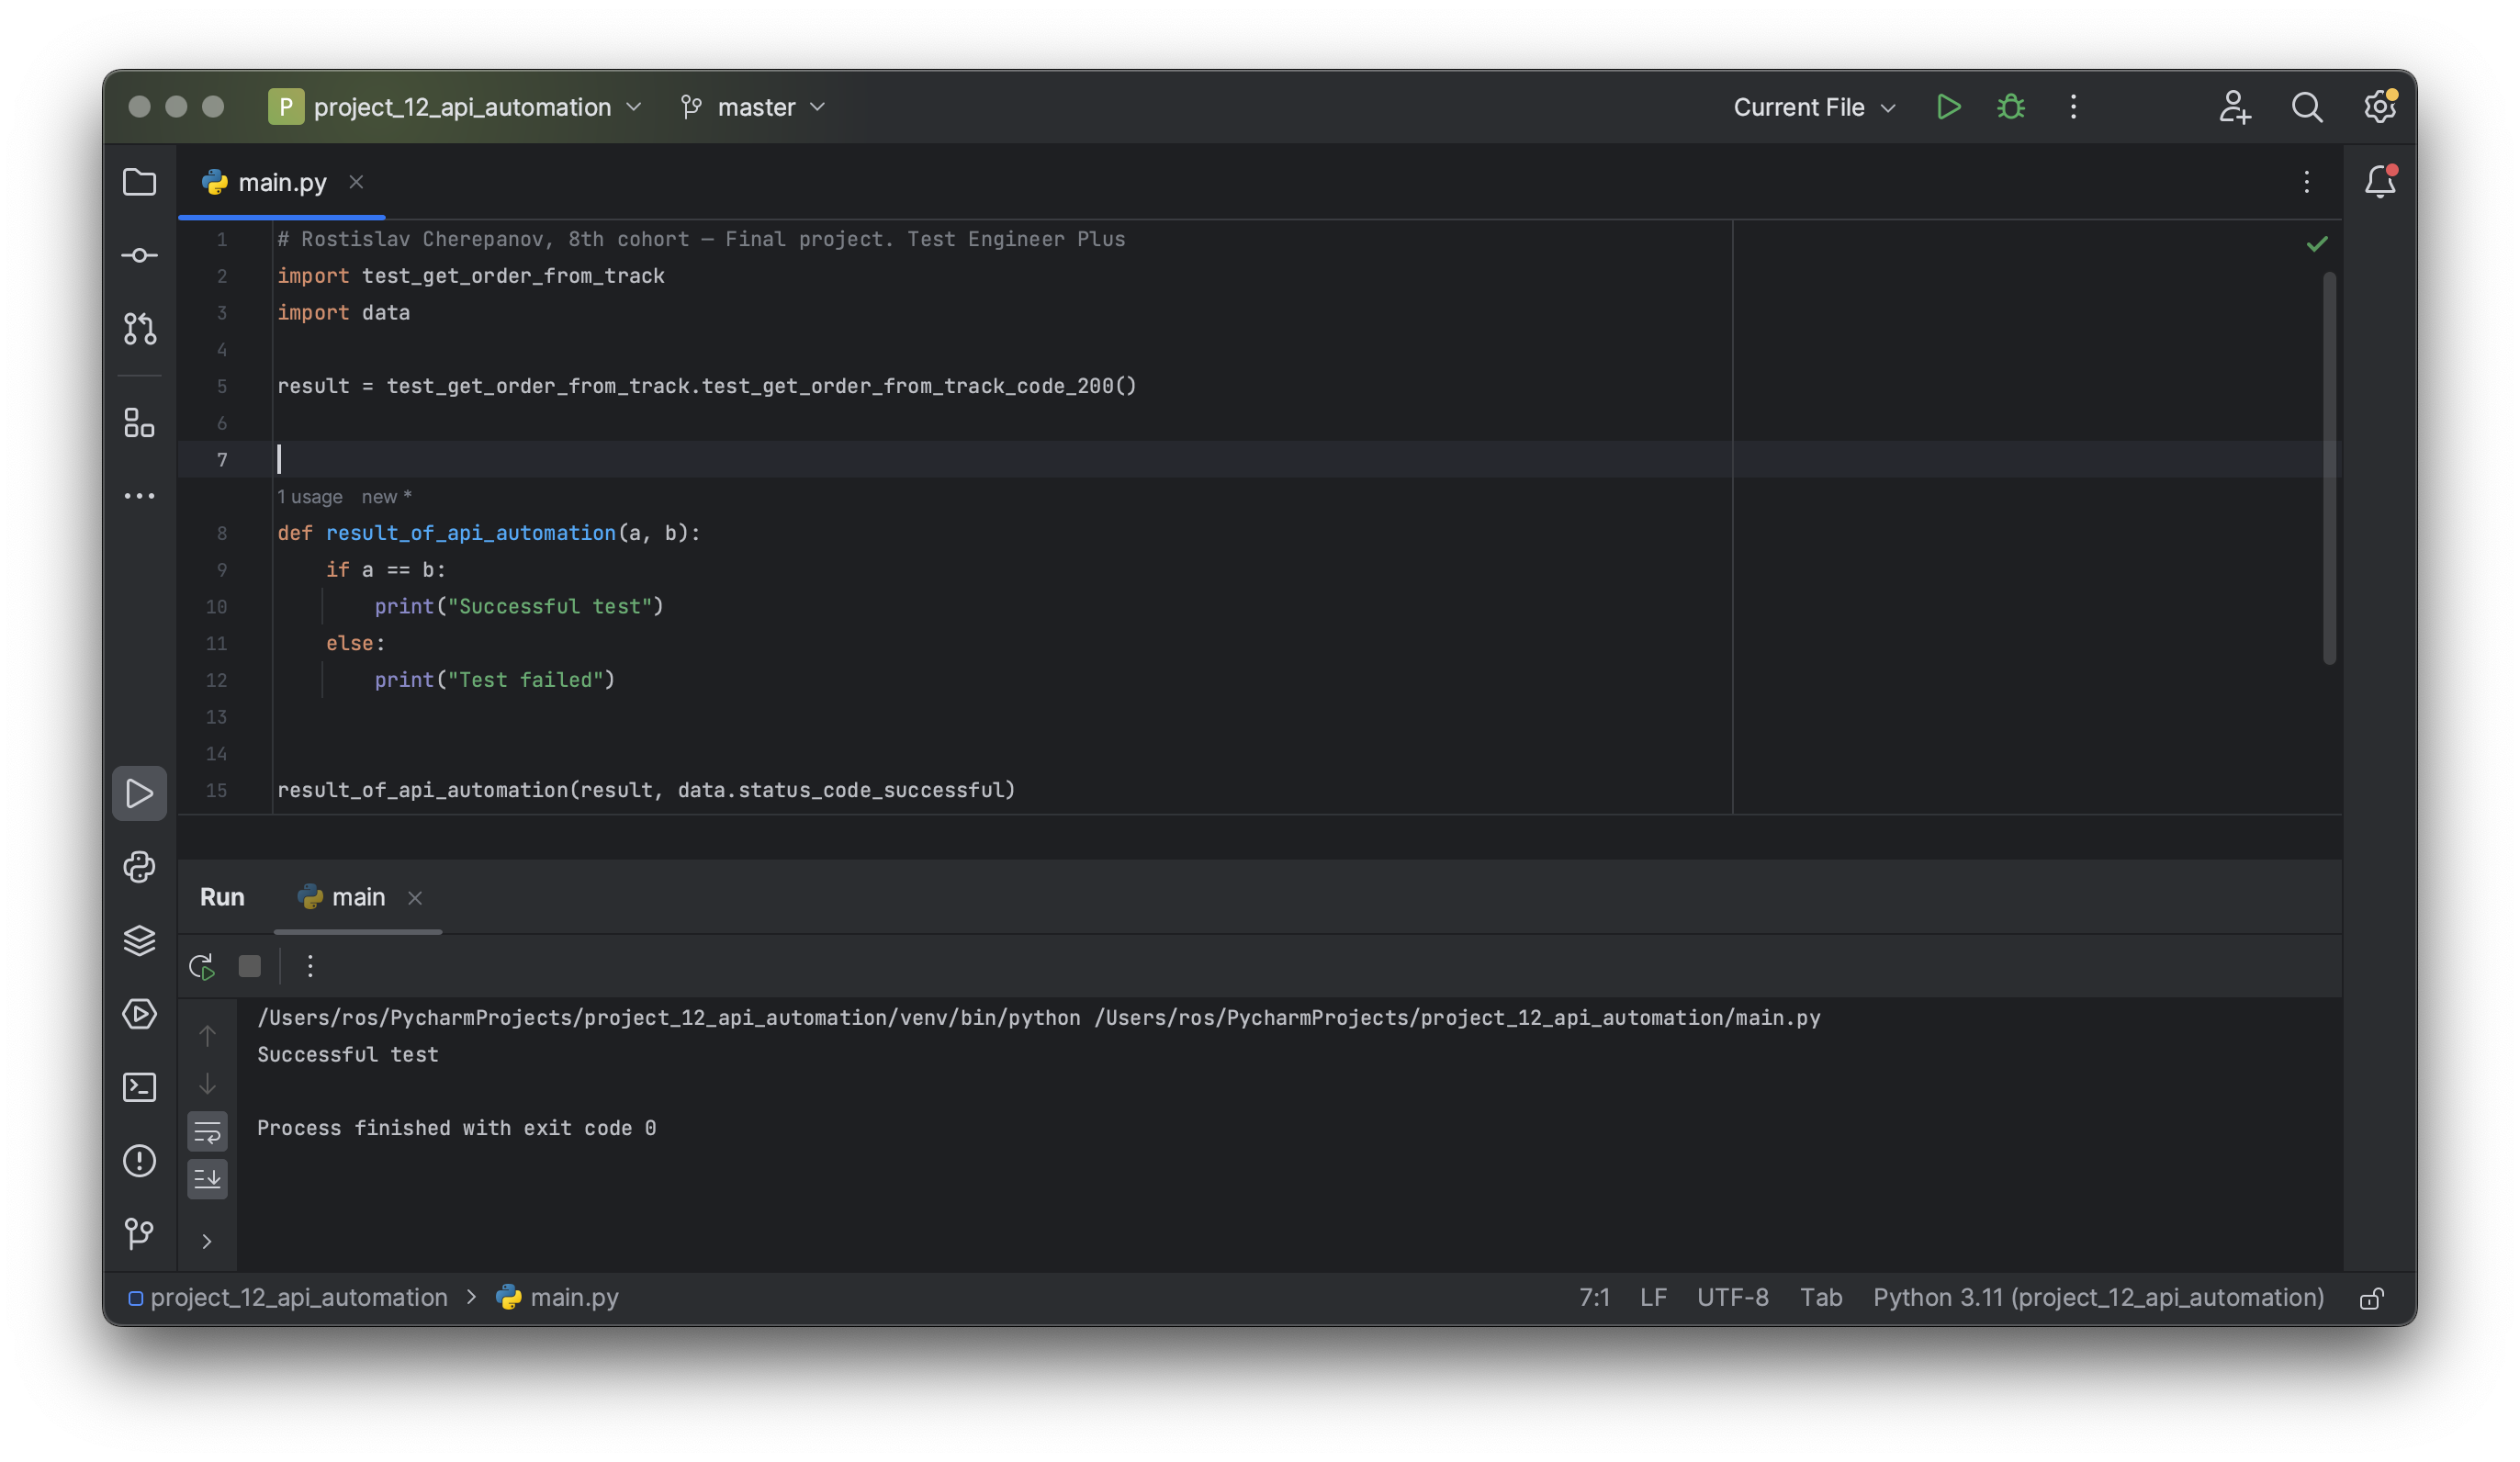 P project_12_api_automation master Current File
main.py
1 # Rostislav Cherepanov, 8th cohort — Final project. Test Engineer Plus
2 import test_get_order_from_track
3 import data
4
5 result = test_get_order_from_track.test_get_order_from_track_code_200()
6
7
1 usage new *
8 def result_of_api_automation(a, b):
9 if a == b:
10 print("Successful test")
11 else:
12 print("Test failed")
13
14
15 result_of_api_automation(result, data.status_code_successful)
Run main
/Users/ros/PycharmProjects/project_12_api_automation/venv/bin/python /Users/ros/PycharmProjects/project_12_api_automation/main.py
Successful test
Process finished with exit code 0
project_12_api_automation > main.py 7:1 LF UTF-8 Tab Python 3.11 (project_12_api_automation)